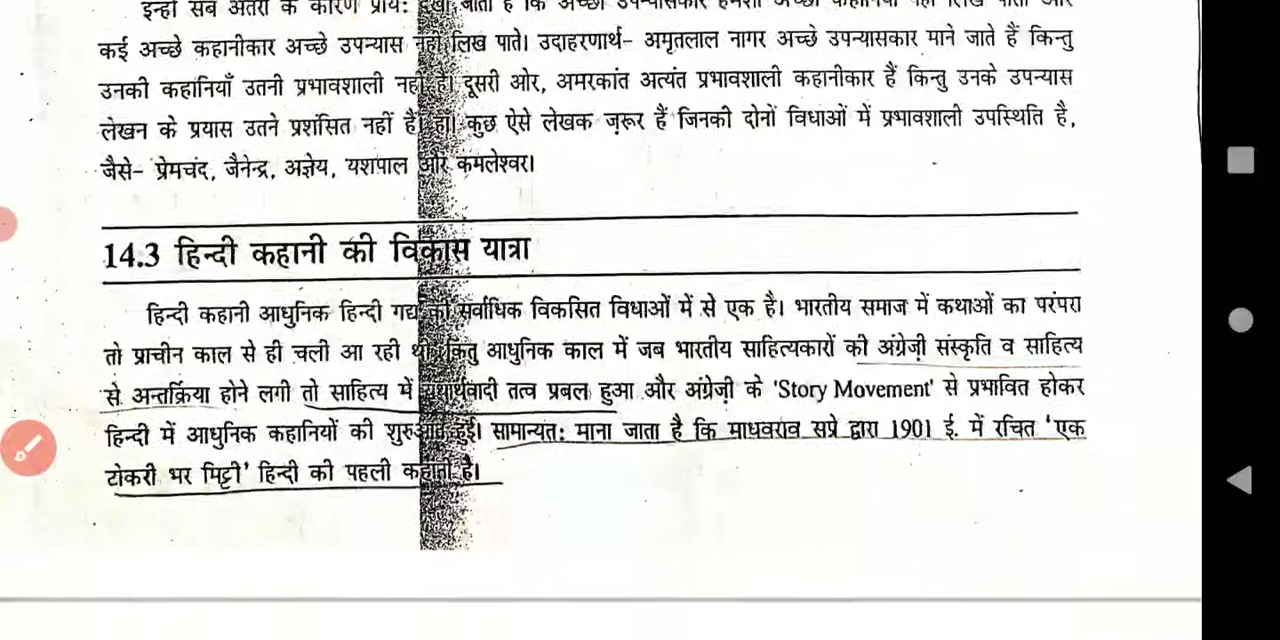 इन्हीं सब अंतरों के कारण प्राय: देखा जाता है कि अच्छा उपन्यासकार हमेशा अच्छी कहानियाँ नहीं लिख पाता और
कई अच्छे कहानीकार अच्छे उपन्यास नहीं लिख पाते। उदाहरणार्थ- अमृतलाल नागर अच्छे उपन्यासकार माने जाते हैं किन्तु
उनकी कहानियाँ उतनी प्रभावशाली नहीं हैं। दूसरी ओर, अमरकांत अत्यंत प्रभावशाली कहानीकार हैं किन्तु उनके उपन्यास
लेखन के प्रयास उतने प्रशंसित नहीं हैं। हाँ। कुछ ऐसे लेखक ज़रूर हैं जिनकी दोनों विधाओं में प्रभावशाली उपस्थिति है,
जैसे- प्रेमचंद, जैनेन्द्र, अज्ञेय, यशपाल और कमलेश्वर।
14.3 हिन्दी कहानी की विकास यात्रा
हिन्दी कहानी आधुनिक हिन्दी गद्य की सर्वाधिक विकसित विधाओं में से एक है। भारतीय समाज में कथाओं का परंपरा
तो प्राचीन काल से ही चली आ रही थी किंतु आधुनिक काल में जब भारतीय साहित्यकारों की अंग्रेज़ी संस्कृति व साहित्य
से अन्तर्क्रिया होने लगी तो साहित्य में यथार्थवादी तत्व प्रबल हुआ और अंग्रेज़ी के 'Story Movement' से प्रभावित होकर
हिन्दी में आधुनिक कहानियों की शुरुआत हुई। सामान्यत: माना जाता है कि माधवराव सप्रे द्वारा 1901 ई. में रचित 'एक
टोकरी भर मिट्टी' हिन्दी की पहली कहानी है।